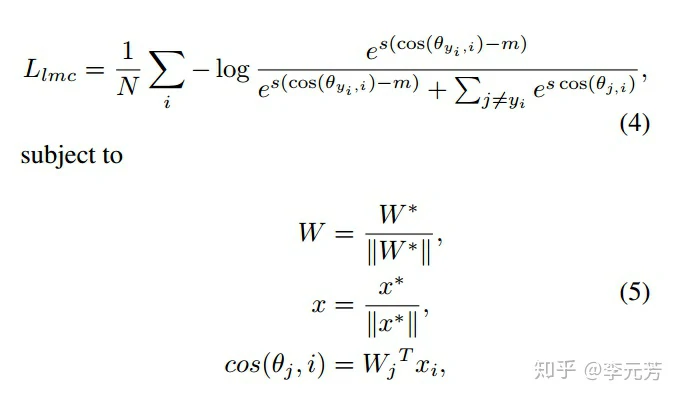 L_{lmc} = \frac{1}{N} \sum_{i} -\log \frac{e^{s(\cos(\theta_{y_i,i})-m)}}{e^{s(\cos(\theta_{y_i,i})-m)} + \sum_{j \neq y_i} e^{s\cos(\theta_{j,i})}},
(4)
subject to
W = \frac{W^*}{\|W^*\|},
x = \frac{x^*}{\|x^*\|}, (5)
cos(\theta_j, i) = W_j^T x_i,
知乎 @李元芳